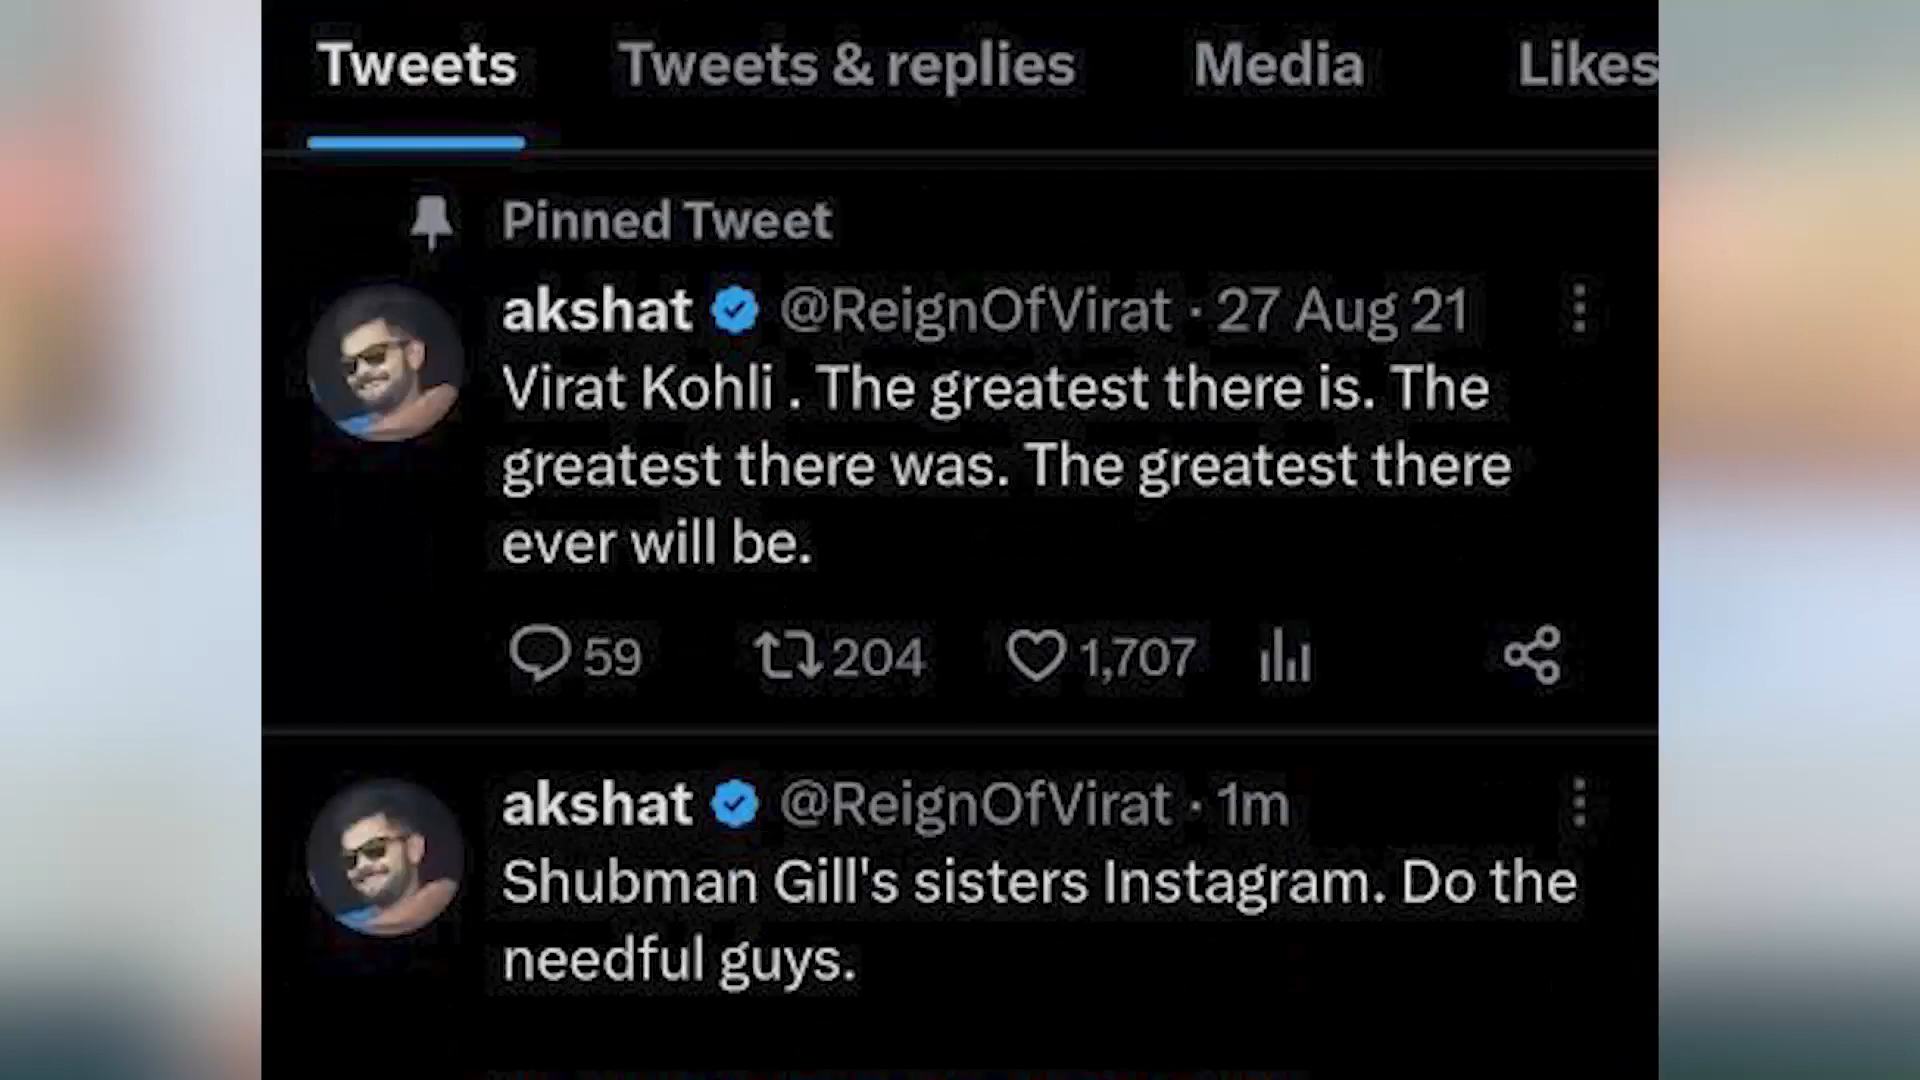 Tweets Tweets & replies Media Likes
Pinned Tweet
akshat @ReignOfVirat · 27 Aug 21
Virat Kohli . The greatest there is. The
greatest there was. The greatest there
ever will be.
59 204 1,707
akshat @ReignOfVirat · 1m
Shubman Gill's sisters Instagram. Do the
needful guys.